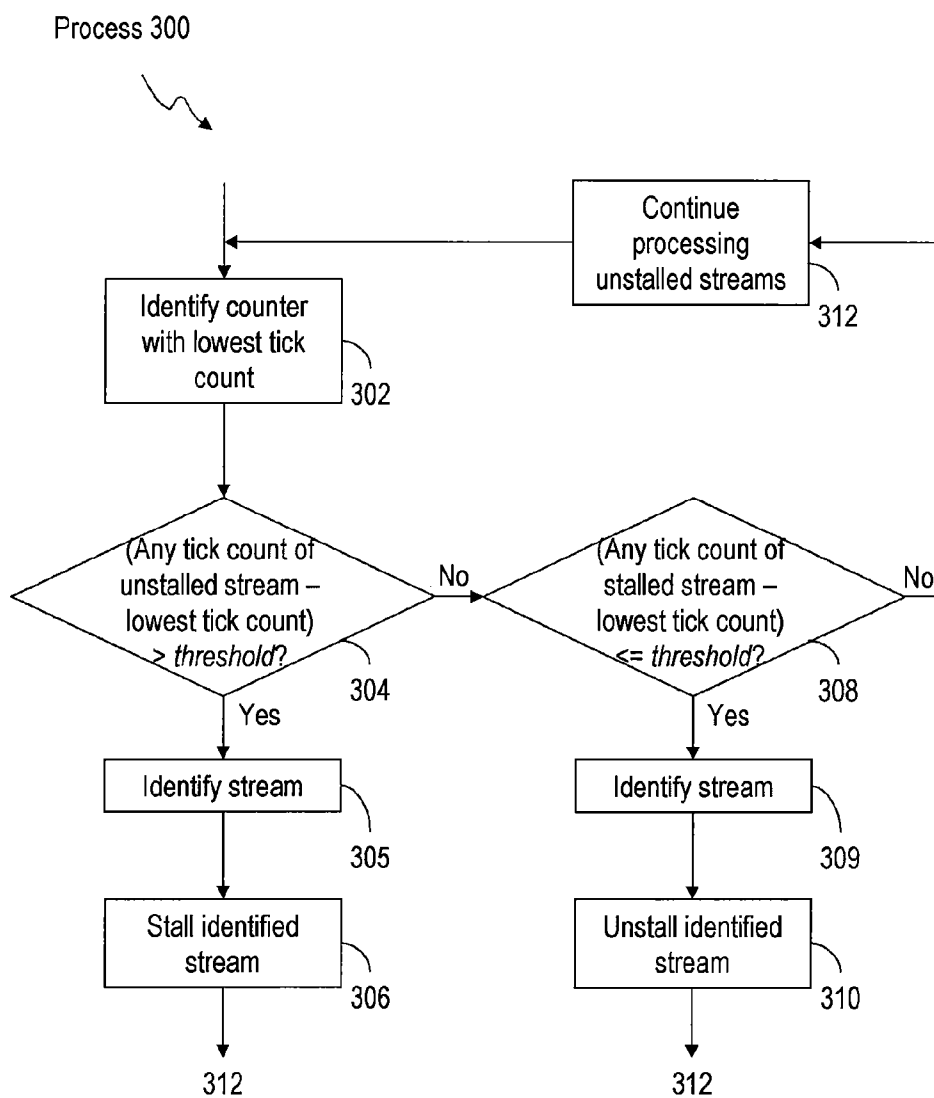 Process 300
Continue
processing
unstalled streams
312
Identify counter
with lowest tick
count
302
(Any tick count of
unstalled stream –
lowest tick count)
> threshold?
304
No
Yes
(Any tick count of
stalled stream –
lowest tick count)
<= threshold?
308
No
Yes
Identify stream
305
Identify stream
309
Stall identified
stream
306
Unstall identified
stream
310
312
312